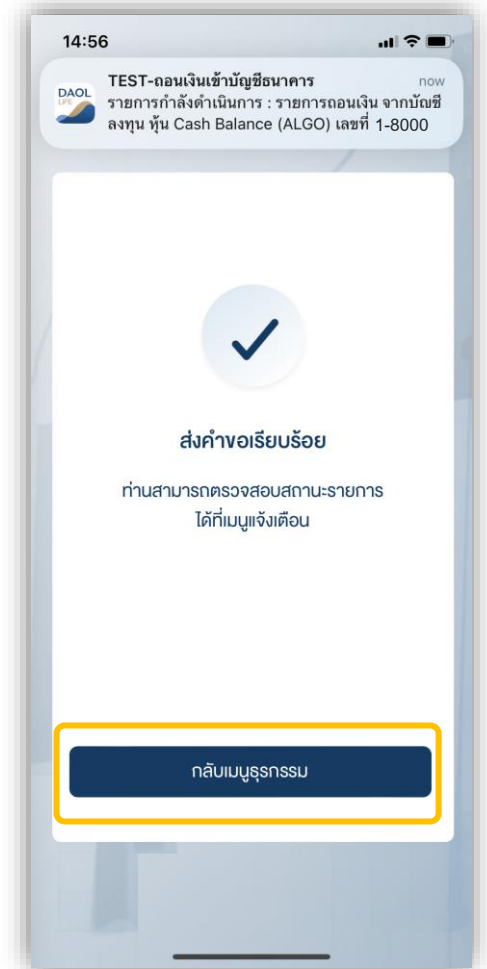 14:56
DAOL
LIFE
TEST-ถอนเงินเข้าบัญชีธนาคาร now
รายการกำลังดำเนินการ : รายการถอนเงิน จากบัญชี
ลงทุน หุ้น Cash Balance (ALGO) เลขที่ 1-8000
ส่งคำขอเรียบร้อย
ท่านสามารถตรวจสอบสถานะรายการ
ได้ที่เมนูแจ้งเตือน
กลับเมนูธุรกรรม